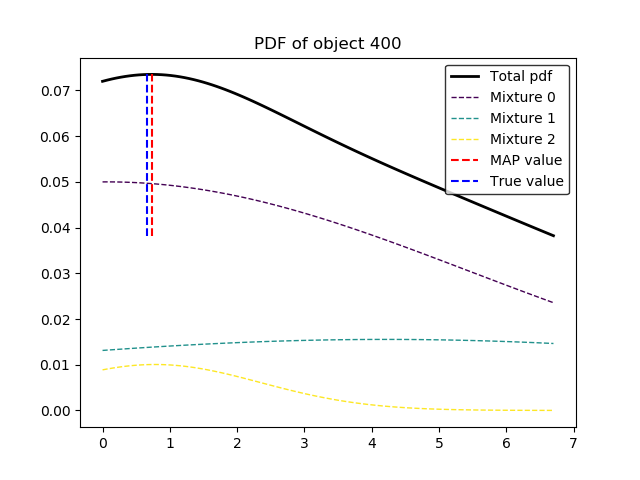 PDF of object 400
Total pdf
Mixture 0
Mixture 1
Mixture 2
MAP value
True value
0.07
0.06
0.05
0.04
0.03
0.02
0.01
0.00
0 1 2 3 4 5 6 7